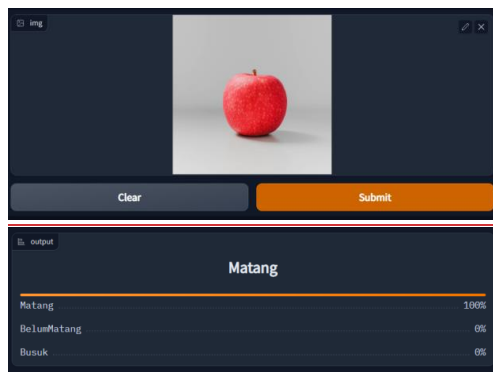 img
Clear Submit
output
Matang
Matang 100%
BelumMatang 0%
Busuk 0%